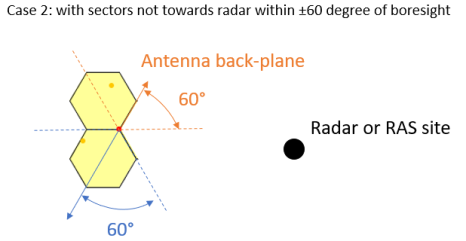 Case 2: with sectors not towards radar within ±60 degree of boresight
Antenna back-plane
60°
Radar or RAS site
60°